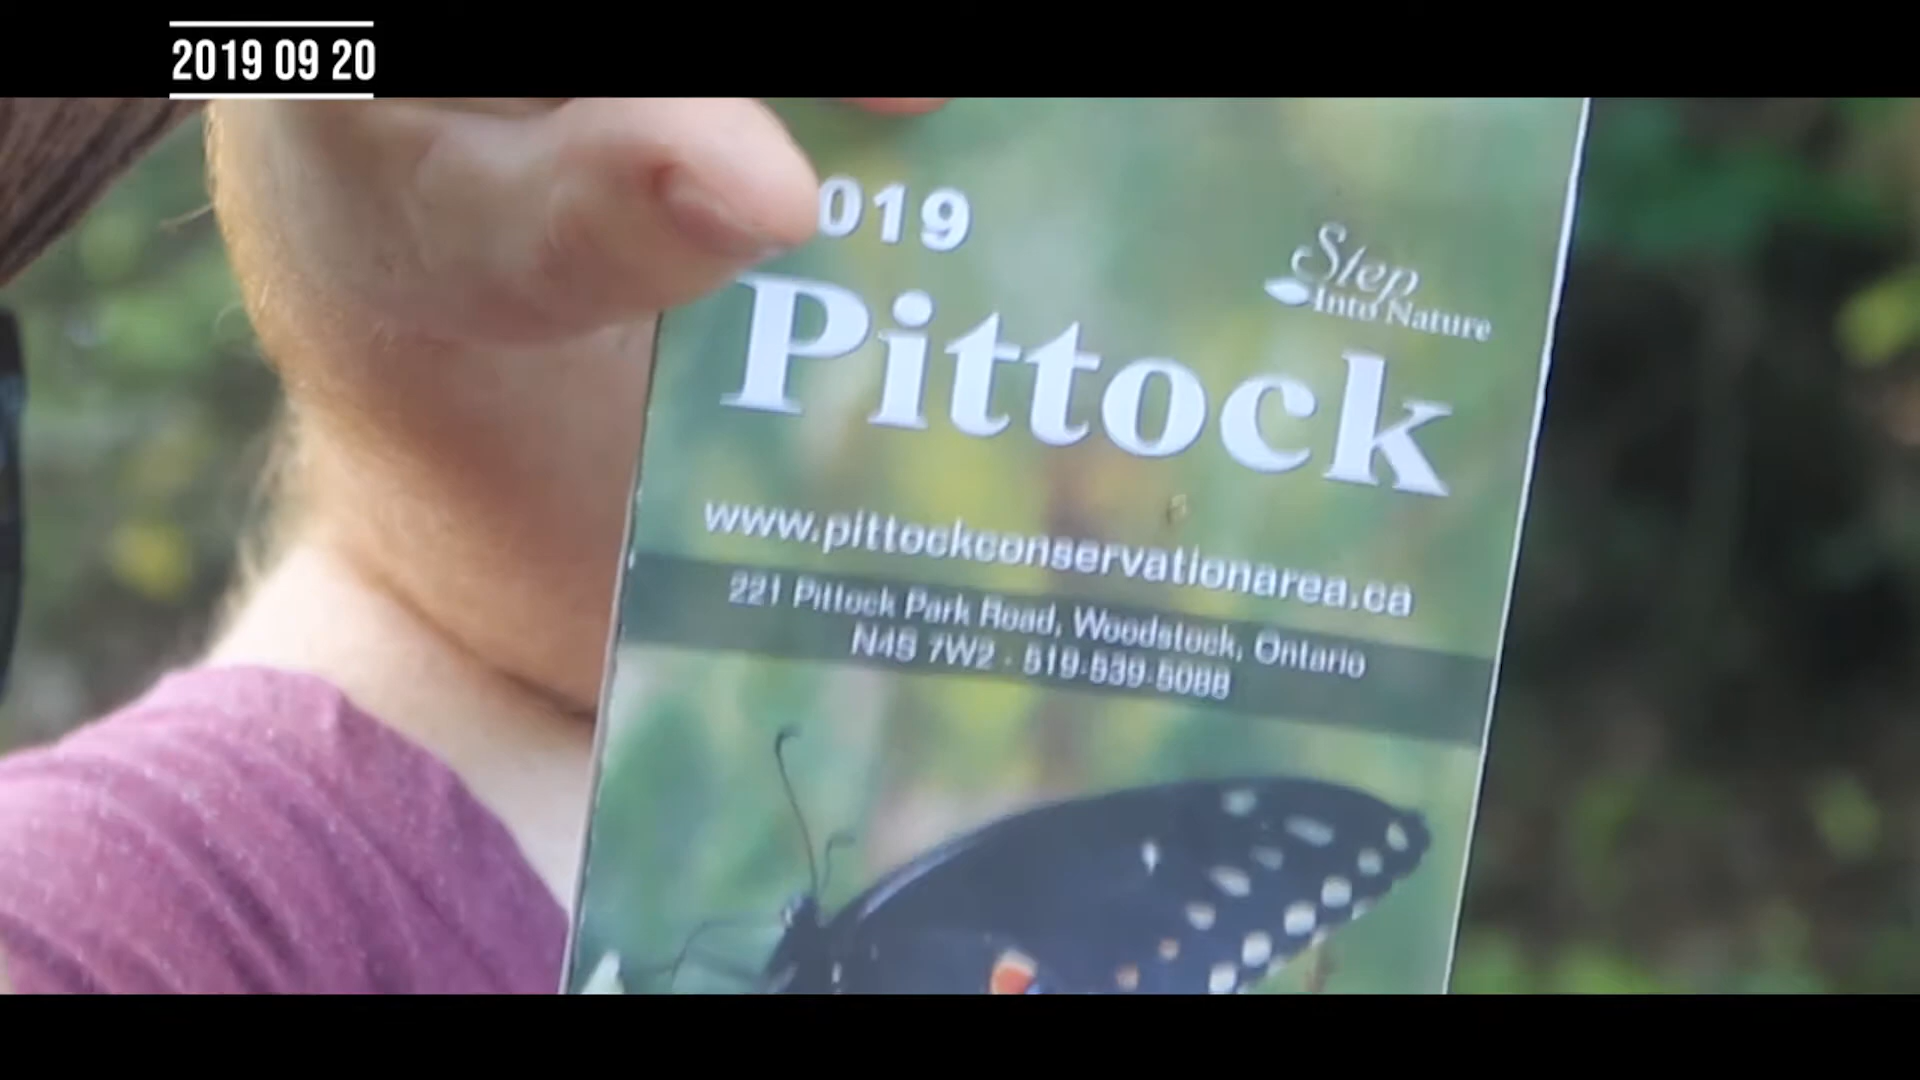 2019 09 20
019
Step
Into Nature
Pittock
www.pittockconservationarea.ca
221 Pittock Park Road, Woodstock, Ontario
N4S 7W2 - 519-539-5088